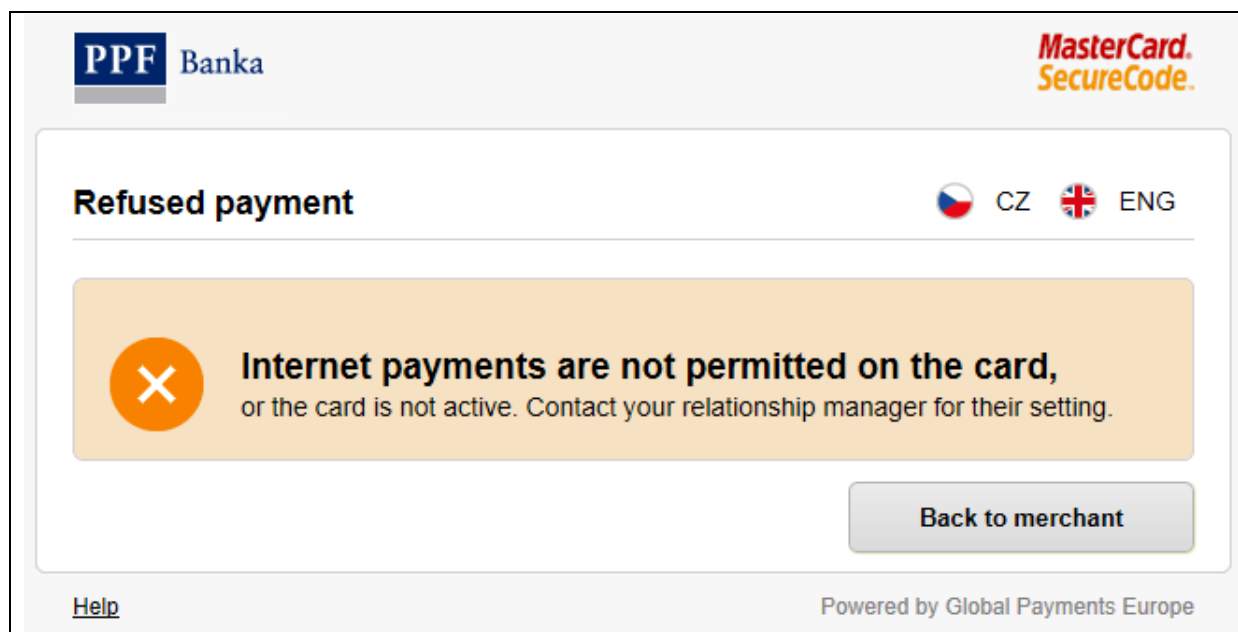 PPF Banka
MasterCard.
SecureCode.
Refused payment
CZ ENG
Internet payments are not permitted on the card,
or the card is not active. Contact your relationship manager for their setting.
Back to merchant
Help
Powered by Global Payments Europe